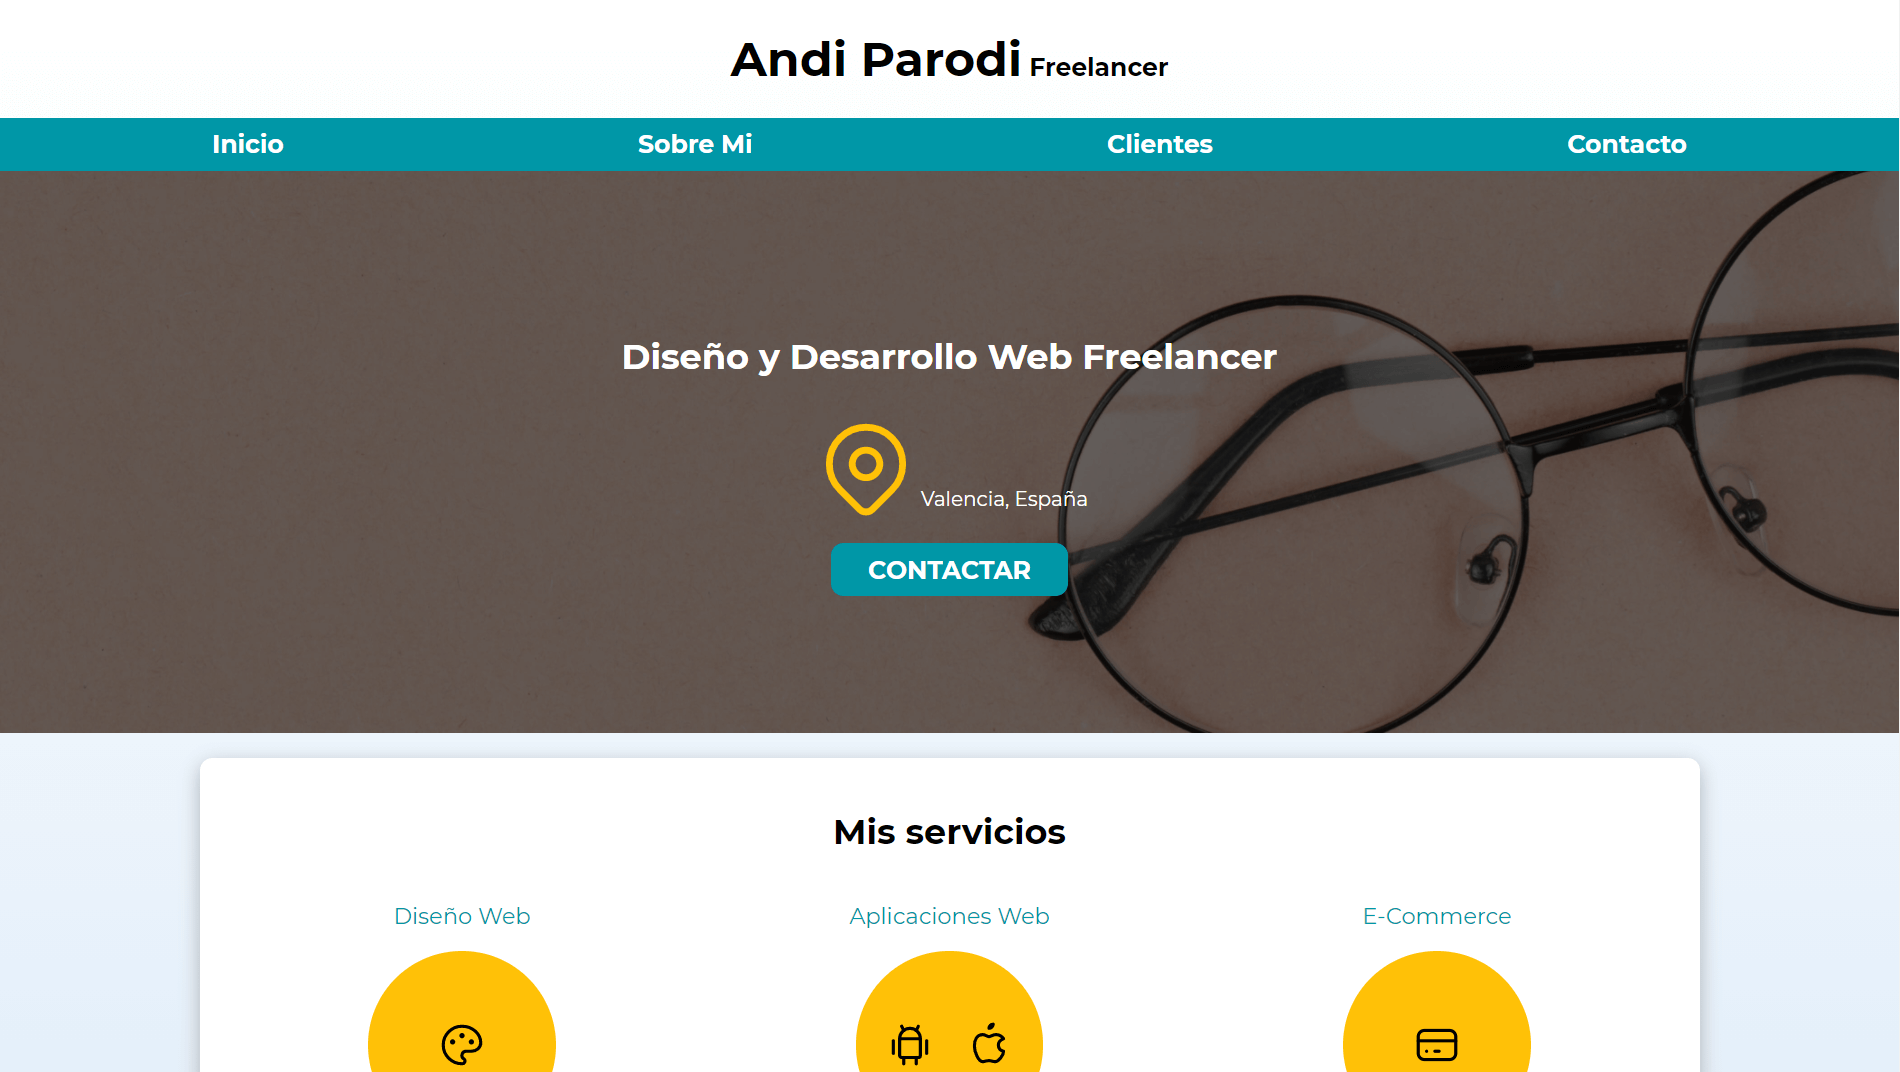 Andi Parodi Freelancer
Inicio Sobre Mi Clientes Contacto
Diseño y Desarrollo Web Freelancer
Valencia, España
CONTACTAR
Mis servicios
Diseño Web Aplicaciones Web E-Commerce